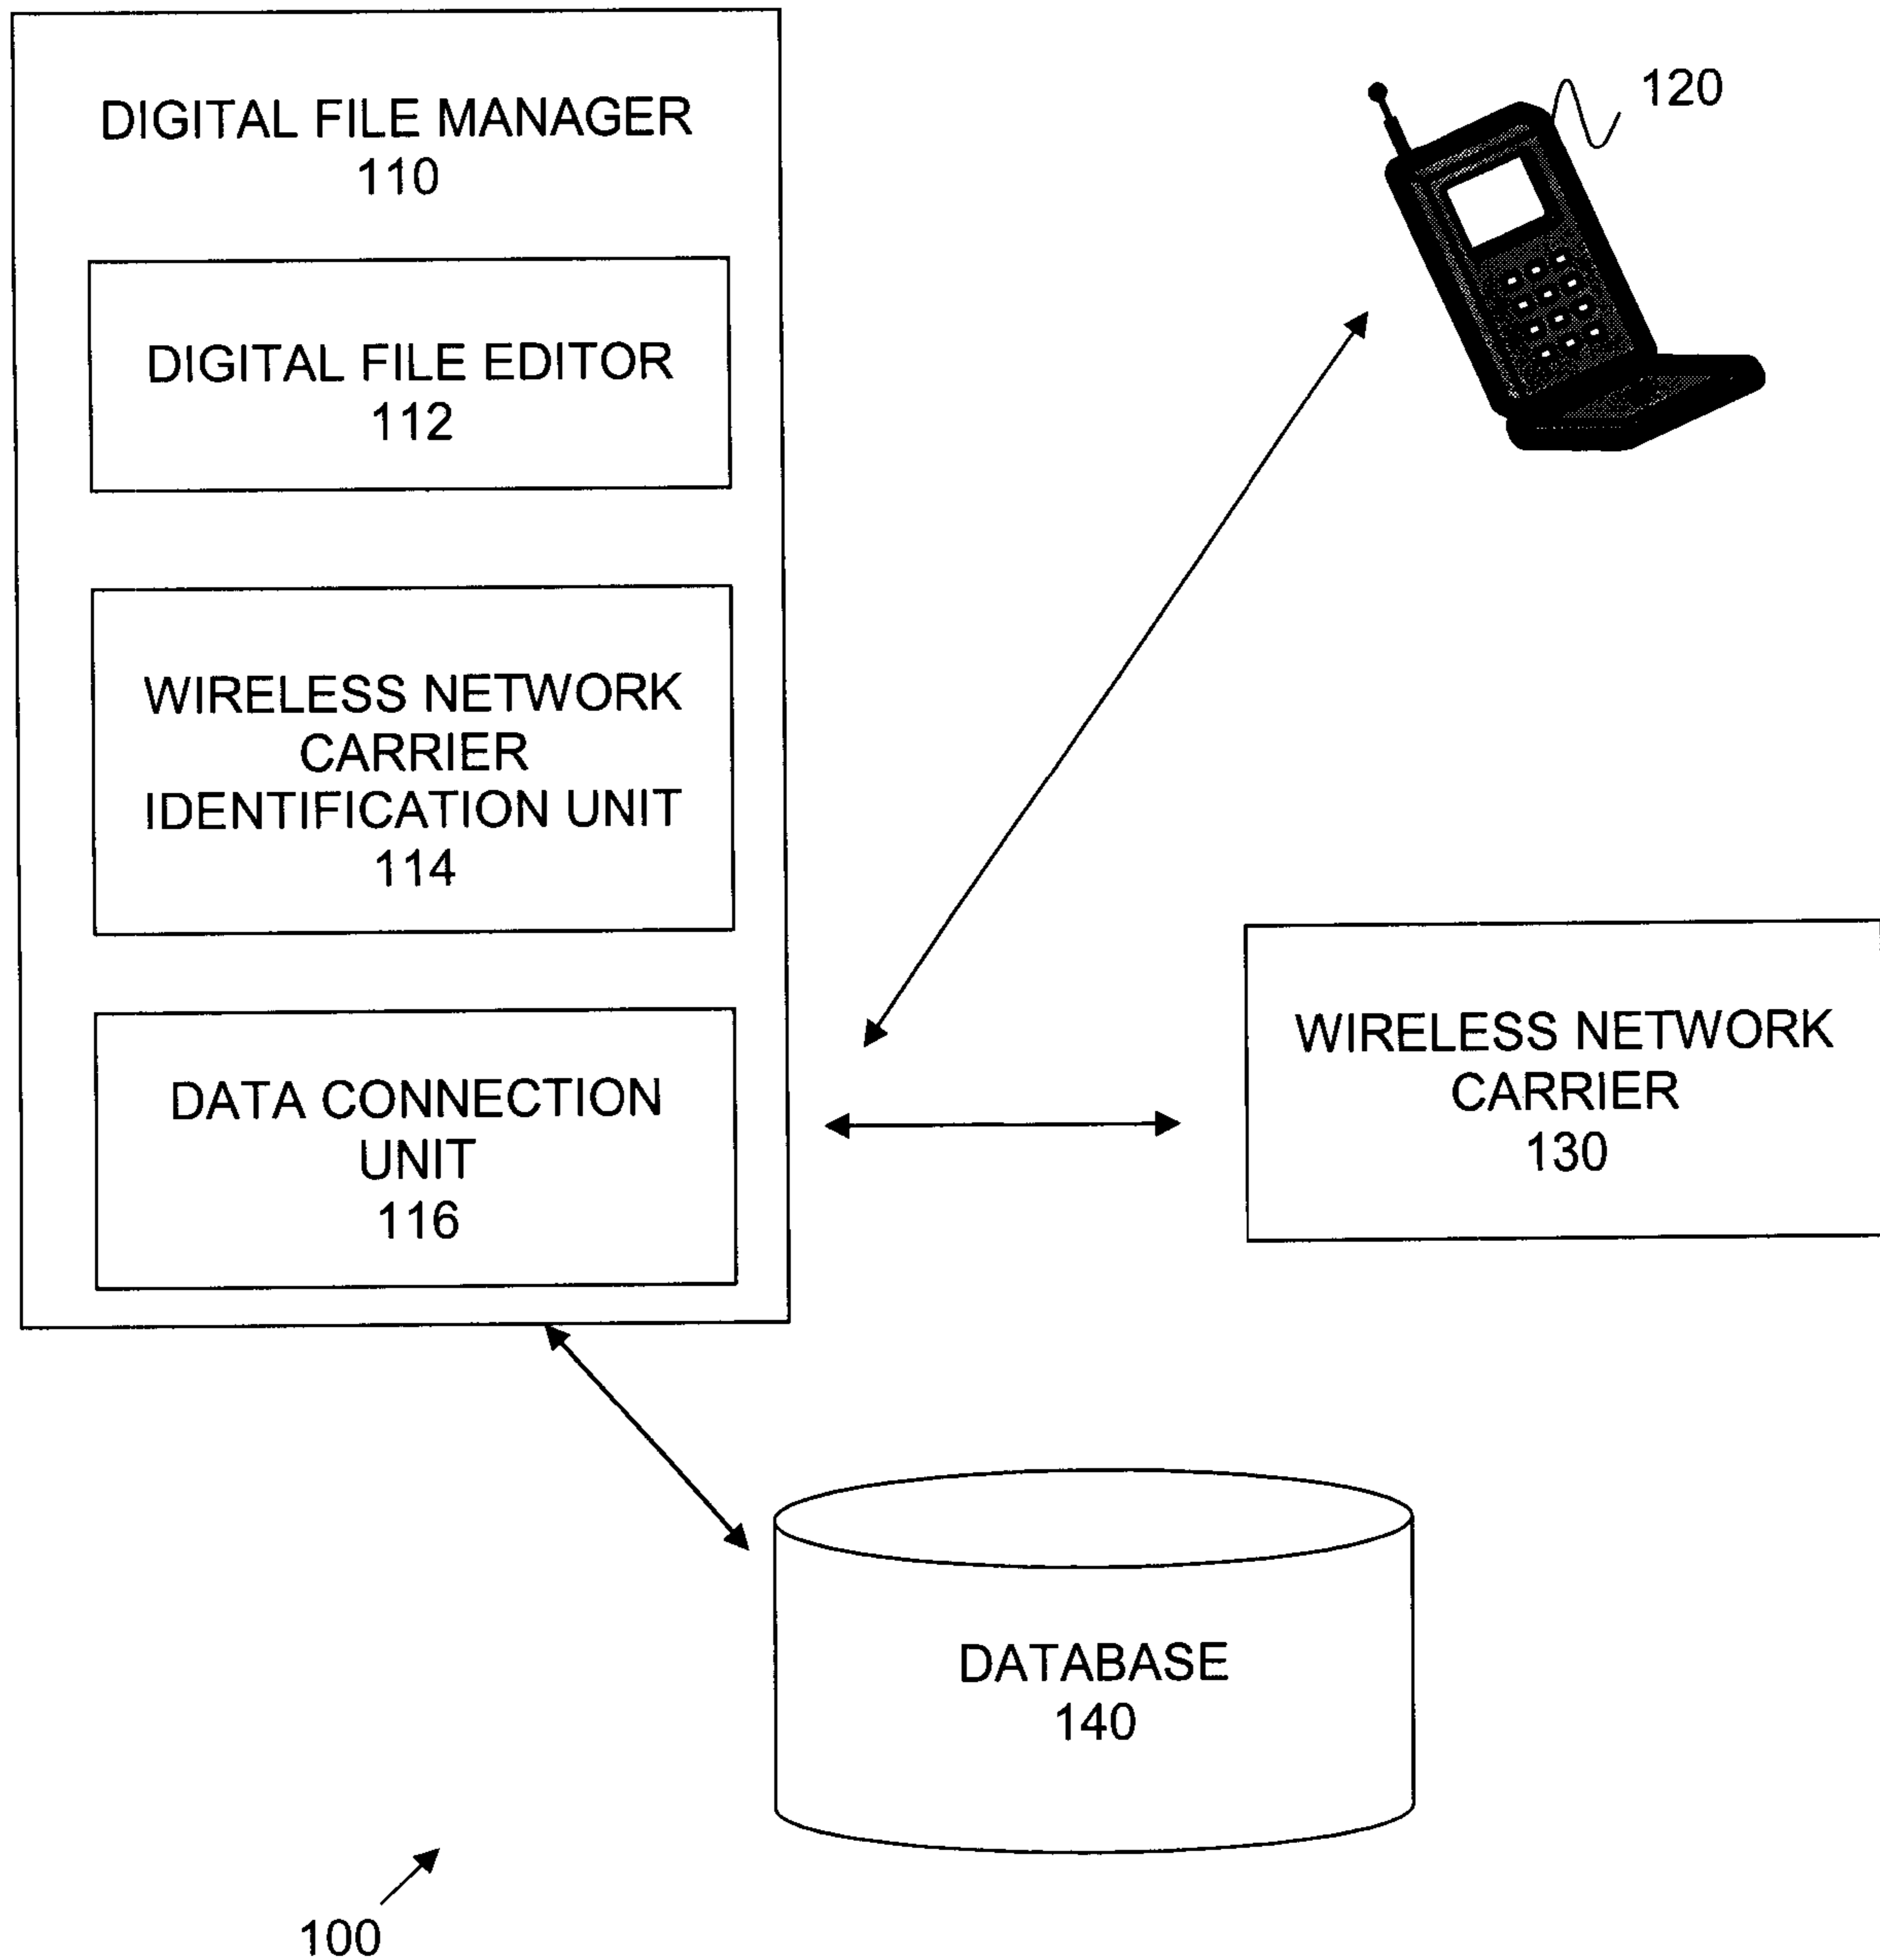 DIGITAL FILE MANAGER
110
DIGITAL FILE EDITOR
112
WIRELESS NETWORK
CARRIER
IDENTIFICATION UNIT
114
DATA CONNECTION
UNIT
116
120
WIRELESS NETWORK
CARRIER
130
DATABASE
140
100